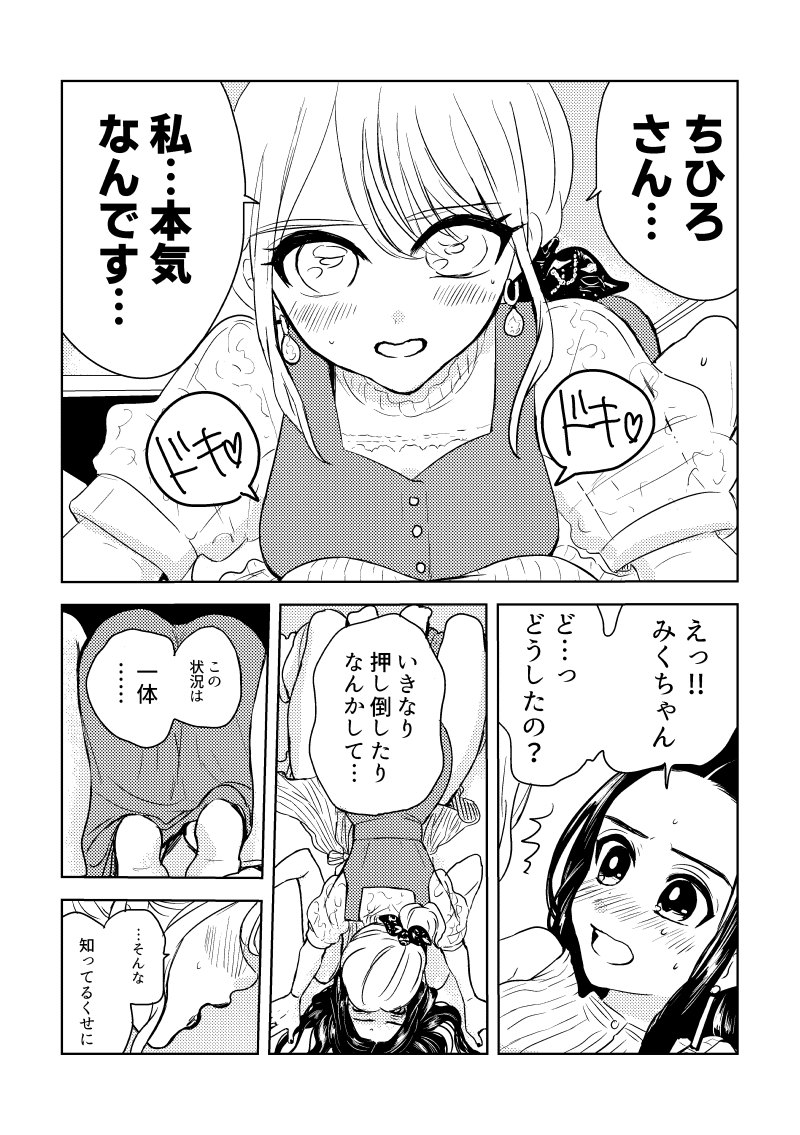 ちひろ
さん…
私…本気
なんです…
ドキ♡
ドキ♡
えっ!!
みくちゃん
ど…っ
どうしたの？
いきなり
押し倒したり
なんかして…
この
状況は
一体
……
…そんな
知ってるくせに